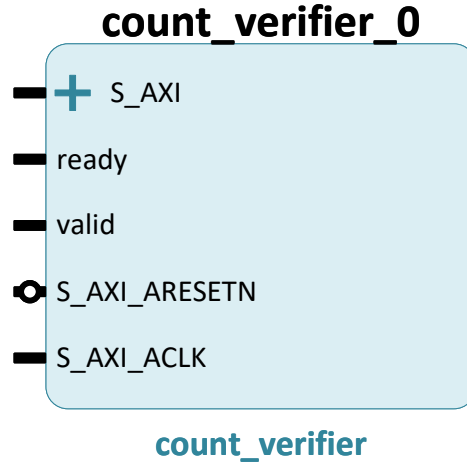 count_verifier_0
S_AXI
ready
valid
S_AXI_ARESETN
S_AXI_ACLK
count_verifier